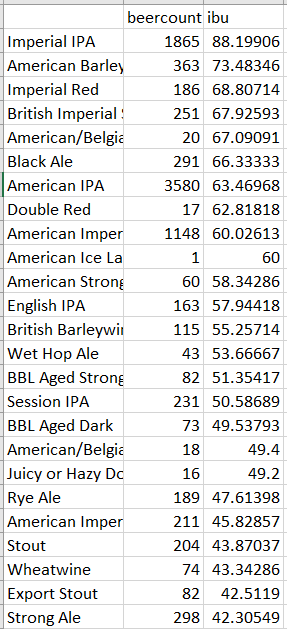 beercount ibu
Imperial IPA 1865 88.19906
American Barley 363 73.48346
Imperial Red 186 68.80714
British Imperial 251 67.92593
American/Belgia 20 67.09091
Black Ale 291 66.33333
American IPA 3580 63.46968
Double Red 17 62.81818
American Imper 1148 60.02613
American Ice La 1 60
American Strong 60 58.34286
English IPA 163 57.94418
British Barleywi 115 55.25714
Wet Hop Ale 43 53.66667
BBL Aged Strong 82 51.35417
Session IPA 231 50.58689
BBL Aged Dark 73 49.53793
American/Belgia 18 49.4
Juicy or Hazy Do 16 49.2
Rye Ale 189 47.61398
American Imper 211 45.82857
Stout 204 43.87037
Wheatwine 74 43.34286
Export Stout 82 42.5119
Strong Ale 298 42.30549